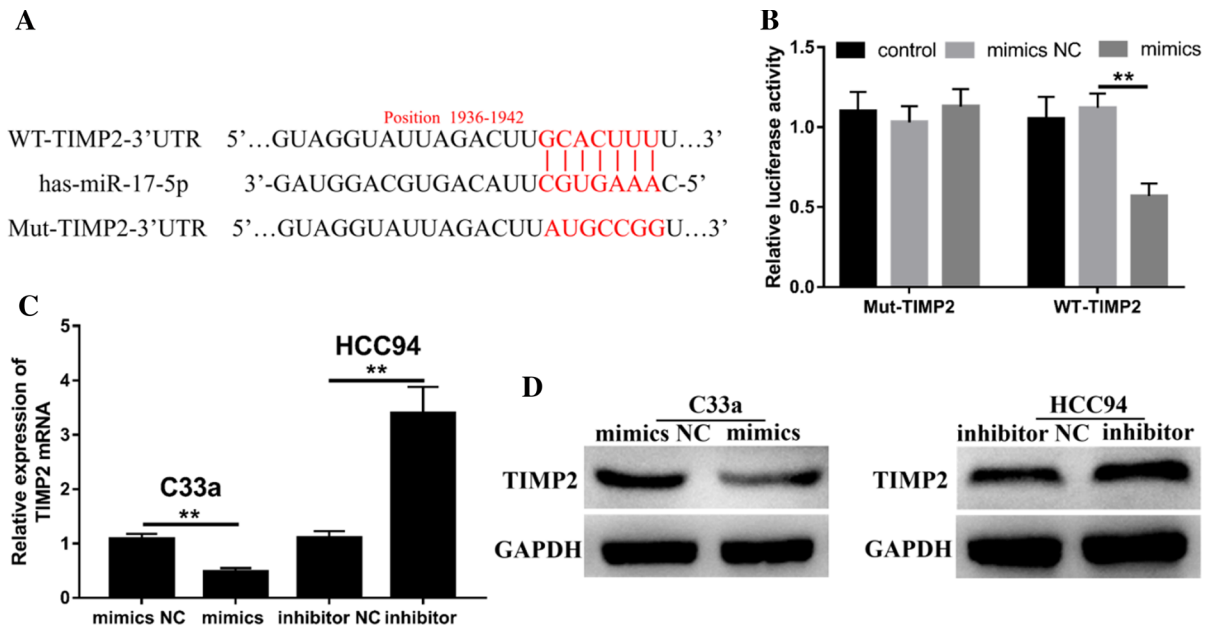 A
Position 1936-1942
WT-TIMP2-3’UTR 5’…GUAGGUAUUAGACUUGCACUUUU…3’
has-miR-17-5p 3’-GAUGGACGUGACAUUCGUGAAAC-5’
Mut-TIMP2-3’UTR 5’…GUAGGUAUUAGACUUAUGCCGGU…3’
B
Relative luciferase activity
1.5
1.0
0.5
0.0
control mimics NC mimics
**
Mut-TIMP2 WT-TIMP2
C
Relative expression of
TIMP2 mRNA
5
4
3
2
1
0
HCC94
**
C33a
**
mimics NC mimics inhibitor NC inhibitor
D
C33a
mimics NC mimics
TIMP2
GAPDH
HCC94
inhibitor NC inhibitor
TIMP2
GAPDH